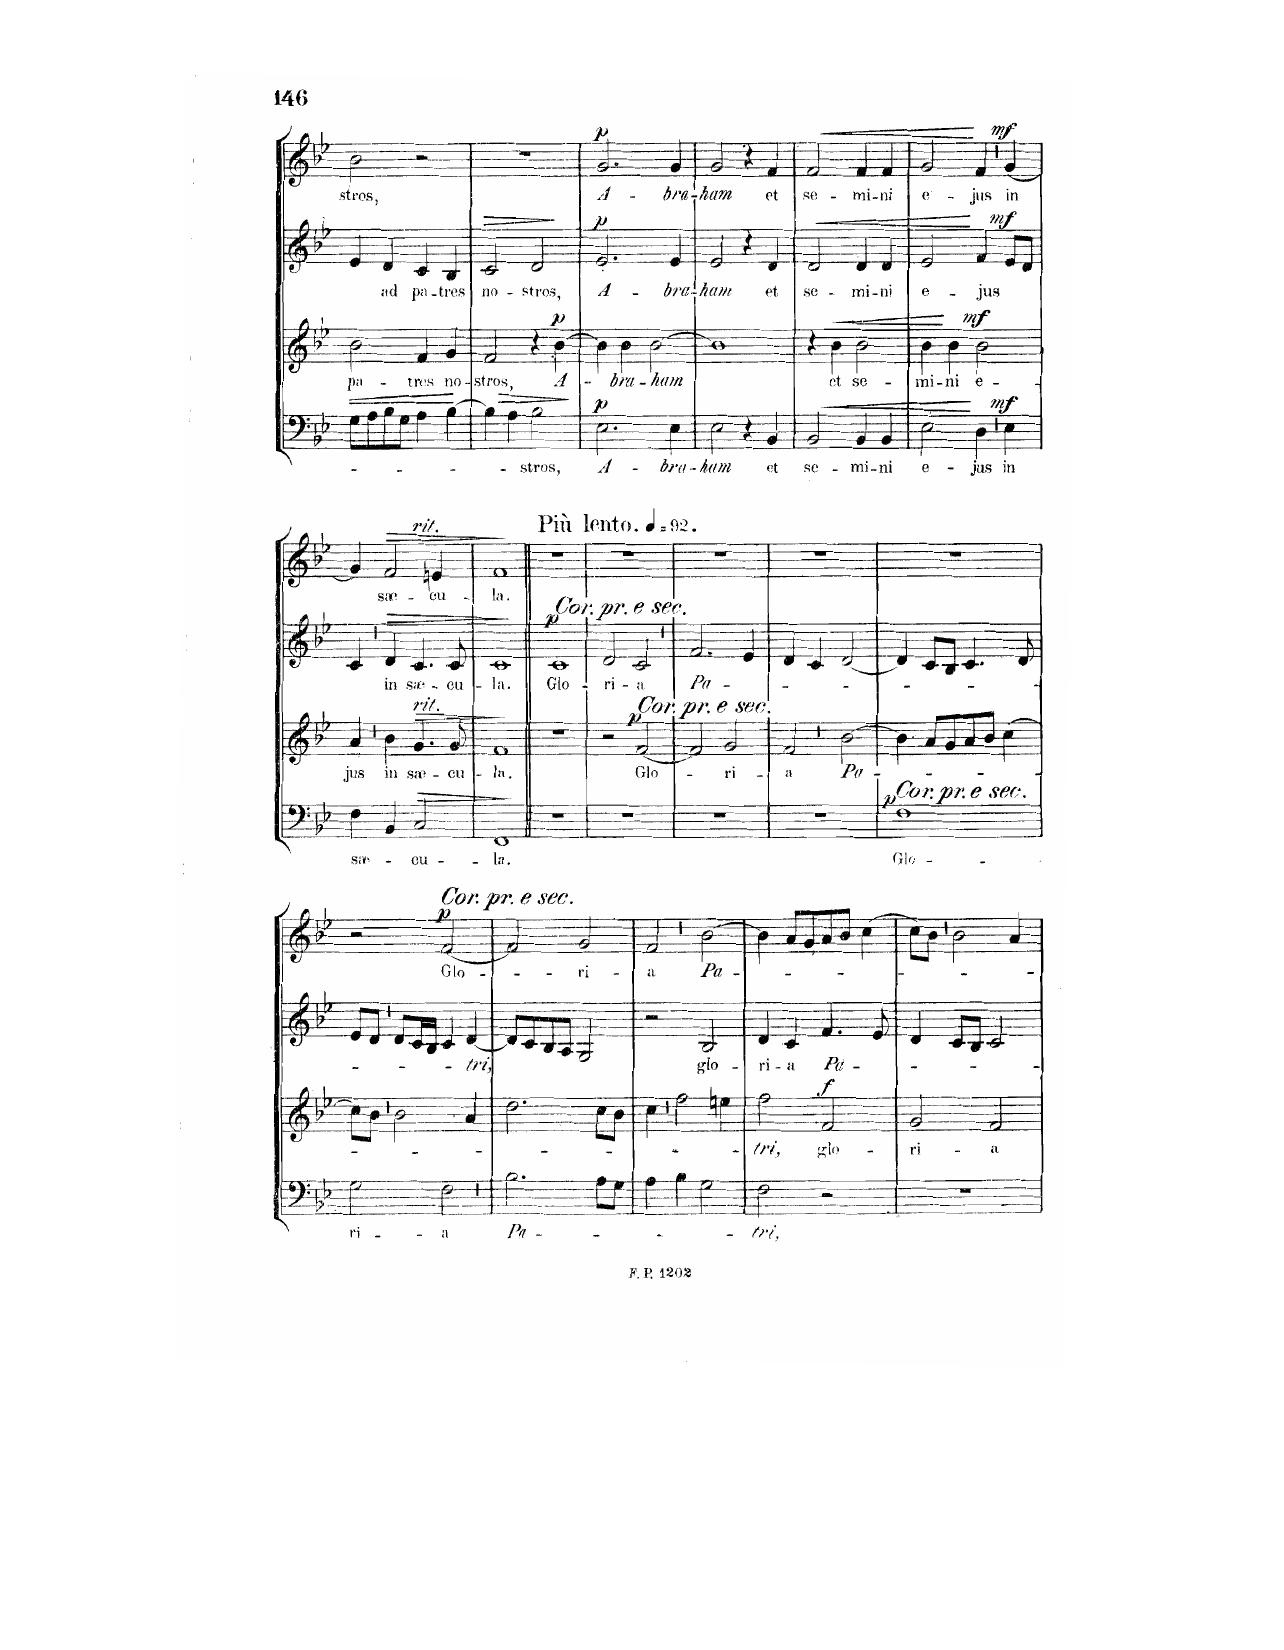 146
p mf
stros, A - bra - ham et se - mi - ni e - jus in
p mf
ad pa - tres no - stros, A - bra - ham et se - mi - ni e - jus
p mf
pa - tres no - stros, A - bra - ham et se - mi - ni e -
p mf
- - - - stros, A - bra - ham et se - mi - ni e - jus in
rit. Più lento. ♩ = 92.
sæ - cu - la.
p Cor. pr. e sec.
in sæ - cu - la. Glo - ri - a Pa - - - - - -
rit. p Cor. pr. e sec.
jus in sæ - cu - la. Glo - ri - a Pa - - - -
p Cor. pr. e sec.
sæ - cu - la. Glo - -
Cor. pr. e sec.
p
Glo - - ri - a Pa - - - - - -
- - - tri, glo - ri - a Pa - - - -
f
- - - - - - - tri, glo - ri - a
ri - - a Pa - - - - tri,
F. P. 1202